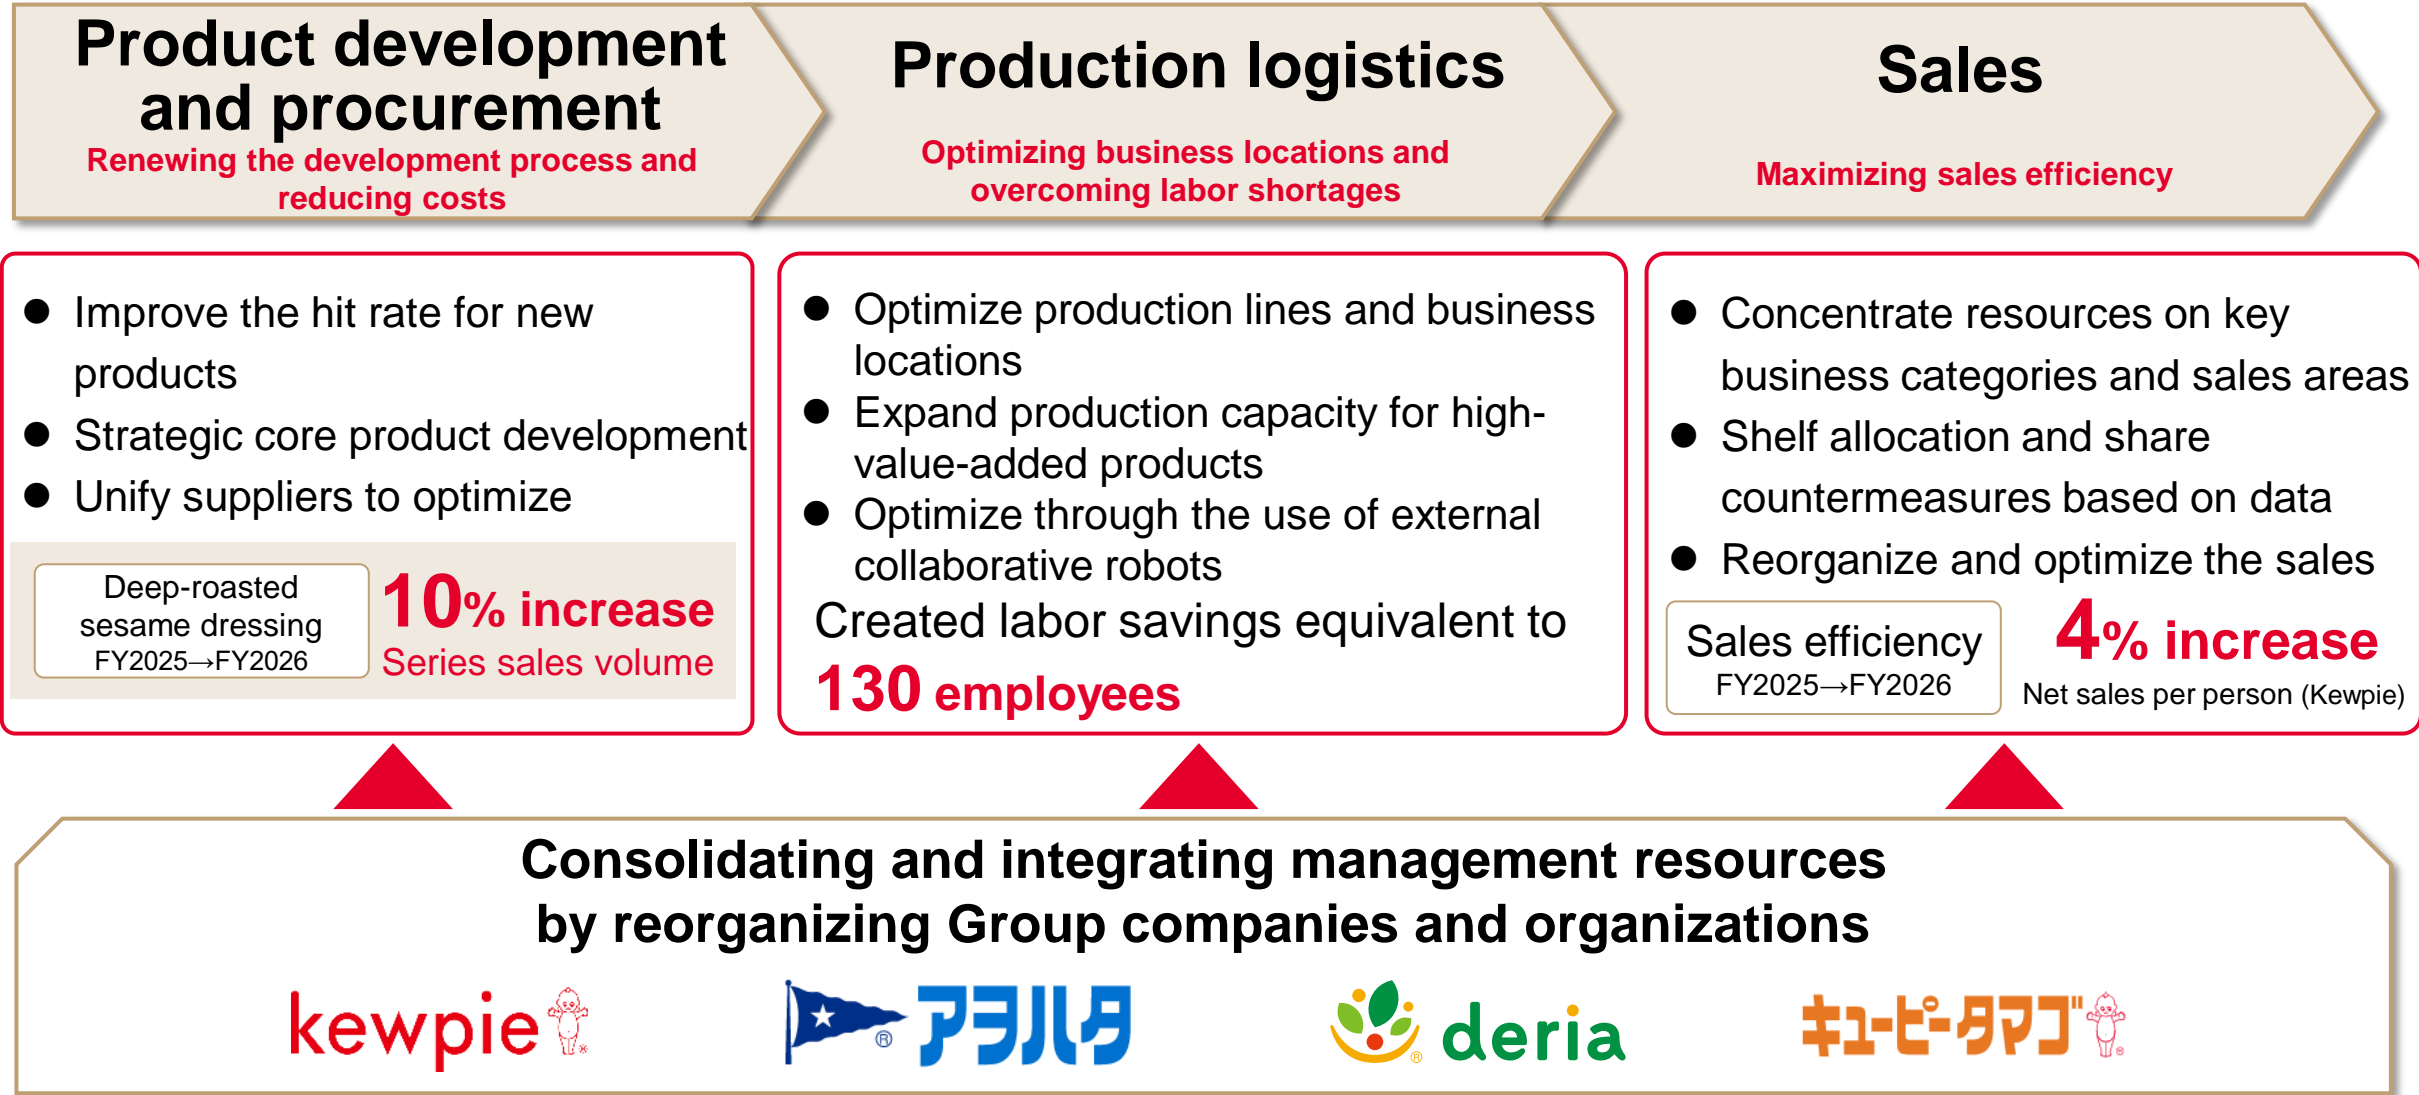 Product development
and procurement
Renewing the development process and
reducing costs
Production logistics
Optimizing business locations and
overcoming labor shortages
Sales
Maximizing sales efficiency
● Improve the hit rate for new
products
● Strategic core product development
● Unify suppliers to optimize
Deep-roasted
sesame dressing
FY2025→FY2026
10% increase
Series sales volume
● Optimize production lines and business
locations
● Expand production capacity for high-
value-added products
● Optimize through the use of external
collaborative robots
Created labor savings equivalent to
130 employees
● Concentrate resources on key
business categories and sales areas
● Shelf allocation and share
countermeasures based on data
● Reorganize and optimize the sales
Sales efficiency
FY2025→FY2026
4% increase
Net sales per person (Kewpie)
Consolidating and integrating management resources
by reorganizing Group companies and organizations
kewpie ®
® アヲハタ
® deria
キューピータマゴ ®